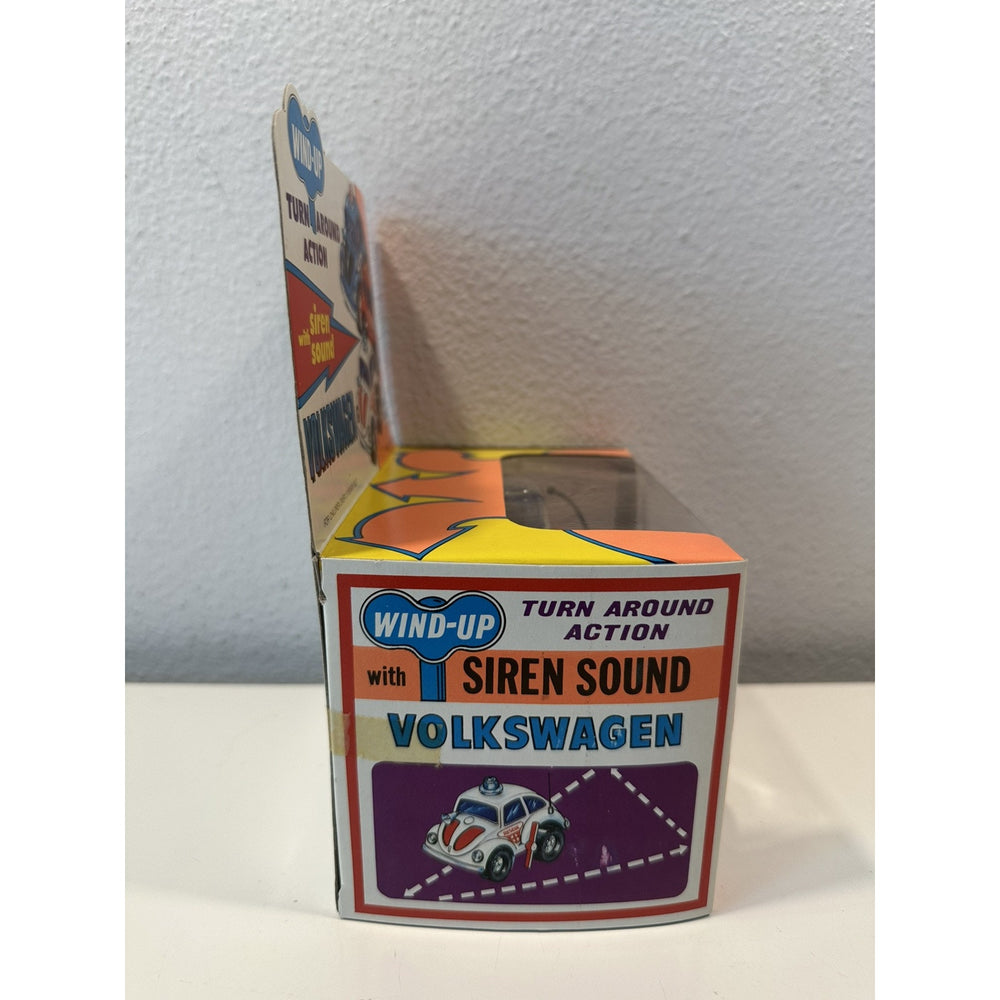 WIND-UP
TURN AROUND
ACTION
with siren
sound
VOLKSWAGEN
WIND-UP
TURN AROUND
ACTION
with SIREN SOUND
VOLKSWAGEN